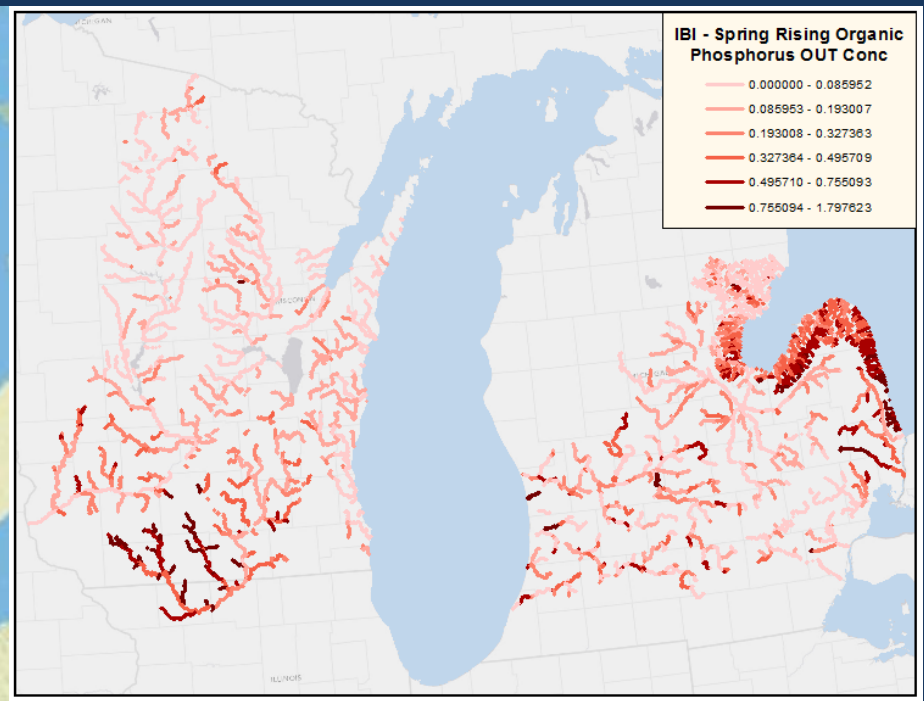 IBI - Spring Rising Organic
Phosphorus OUT Conc
0.000000 - 0.085952
0.085953 - 0.193007
0.193008 - 0.327363
0.327364 - 0.495709
0.495710 - 0.755093
0.755094 - 1.797623
WISCONSIN
ILLINOIS